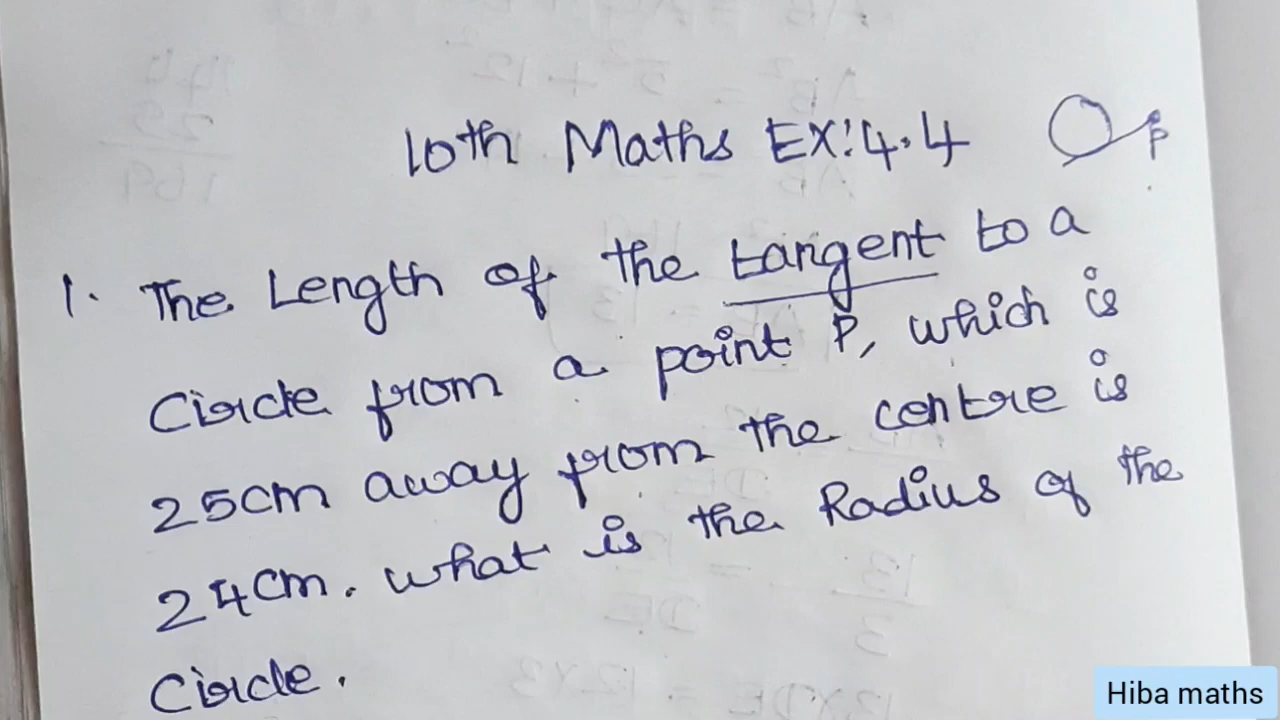 10th Maths EX:4.4
P
1. The Length of the tangent to a
Circle from a point P, which is
25cm away from the centre is
24cm. what is the Radius of the
Circle.
Hiba maths